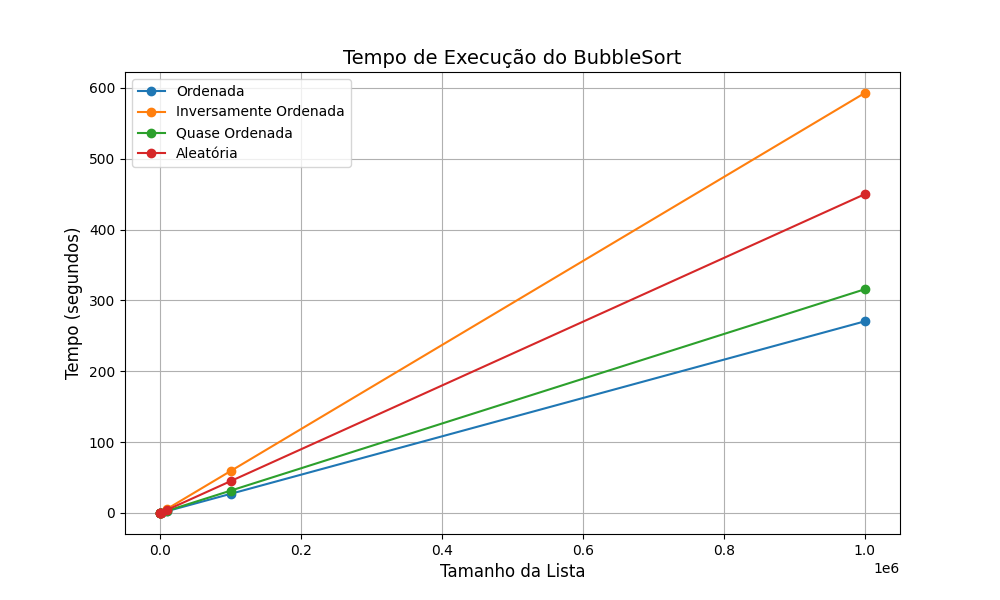 Tempo de Execução do BubbleSort
Ordenada
Inversamente Ordenada
Quase Ordenada
Aleatória
Tempo (segundos)
600
500
400
300
200
100
0
0.0 0.2 0.4 0.6 0.8 1.0
1e6
Tamanho da Lista